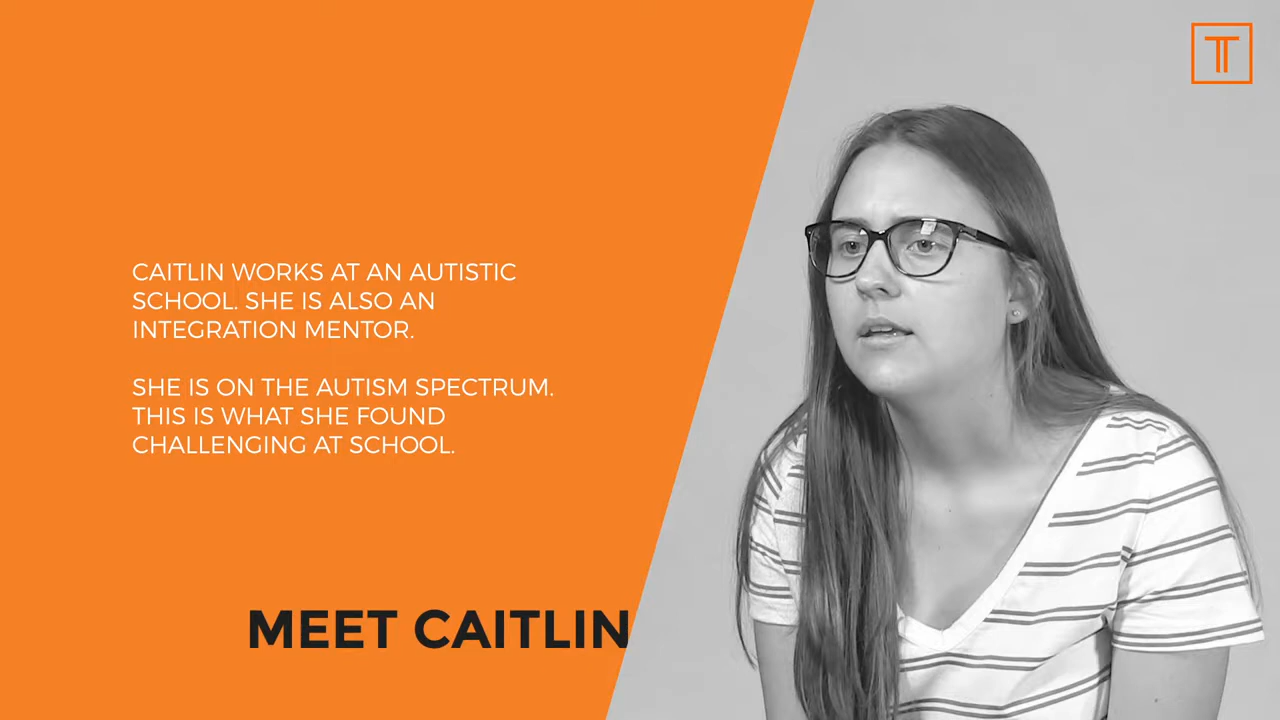 CAITLIN WORKS AT AN AUTISTIC
SCHOOL. SHE IS ALSO AN
INTEGRATION MENTOR.
SHE IS ON THE AUTISM SPECTRUM.
THIS IS WHAT SHE FOUND
CHALLENGING AT SCHOOL.
MEET CAITLIN